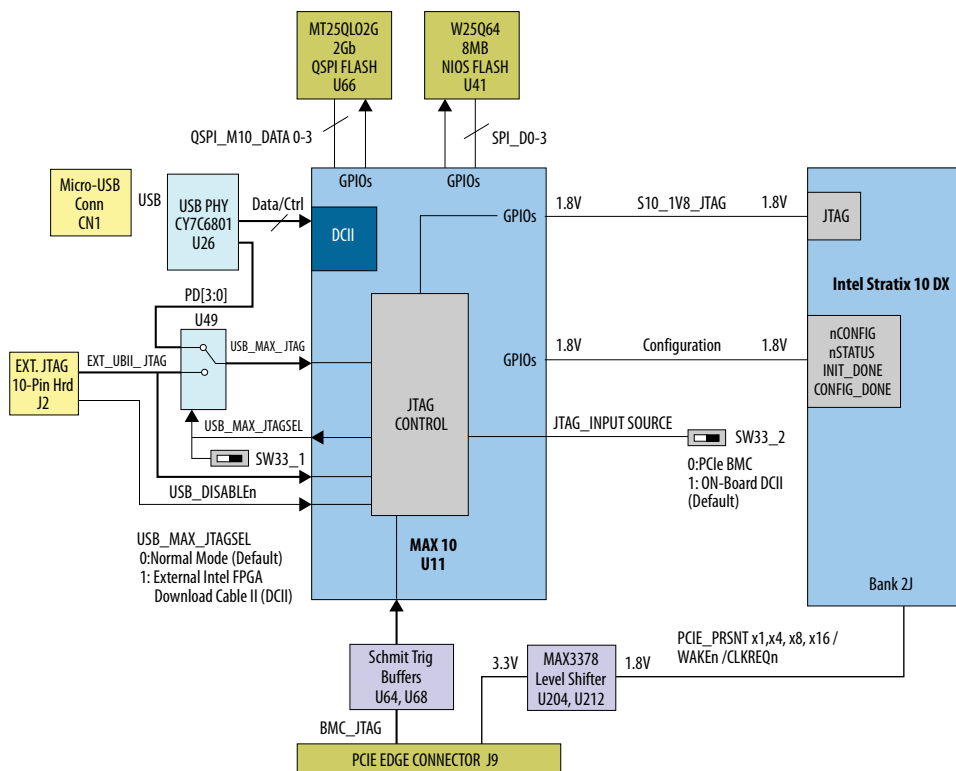 MT25QL02G
2Gb
QSPI FLASH
U66
W25Q64
8MB
NIOS FLASH
U41
QSPI_M10_DATA 0-3
SPI_D0-3
Micro-USB
Conn
CN1
USB
USB PHY
CY7C6801
U26
Data/Ctrl
GPIOs
GPIOs
DCII
GPIOs
1.8V
S10_1V8_JTAG
1.8V
JTAG
Intel Stratix 10 DX
PD[3:0]
U49
USB_MAX_JTAG
EXT. JTAG
10-Pin Hrd
J2
EXT_UBII_JTAG
GPIOs
1.8V
Configuration
1.8V
nCONFIG
nSTATUS
INIT_DONE
CONFIG_DONE
JTAG
CONTROL
USB_MAX_JTAGSEL
SW33_1
USB_DISABLEn
JTAG_INPUT SOURCE
SW33_2
0:PCIe BMC
1: ON-Board DCII
(Default)
USB_MAX_JTAGSEL
0:Normal Mode (Default)
1: External Intel FPGA
Download Cable II (DCII)
MAX 10
U11
Bank 2J
Schmit Trig
Buffers
U64, U68
3.3V
MAX3378
Level Shifter
U204, U212
1.8V
PCIE_PRSNT x1,x4, x8, x16 /
WAKEn /CLKREQn
BMC_JTAG
PCIE EDGE CONNECTOR J9